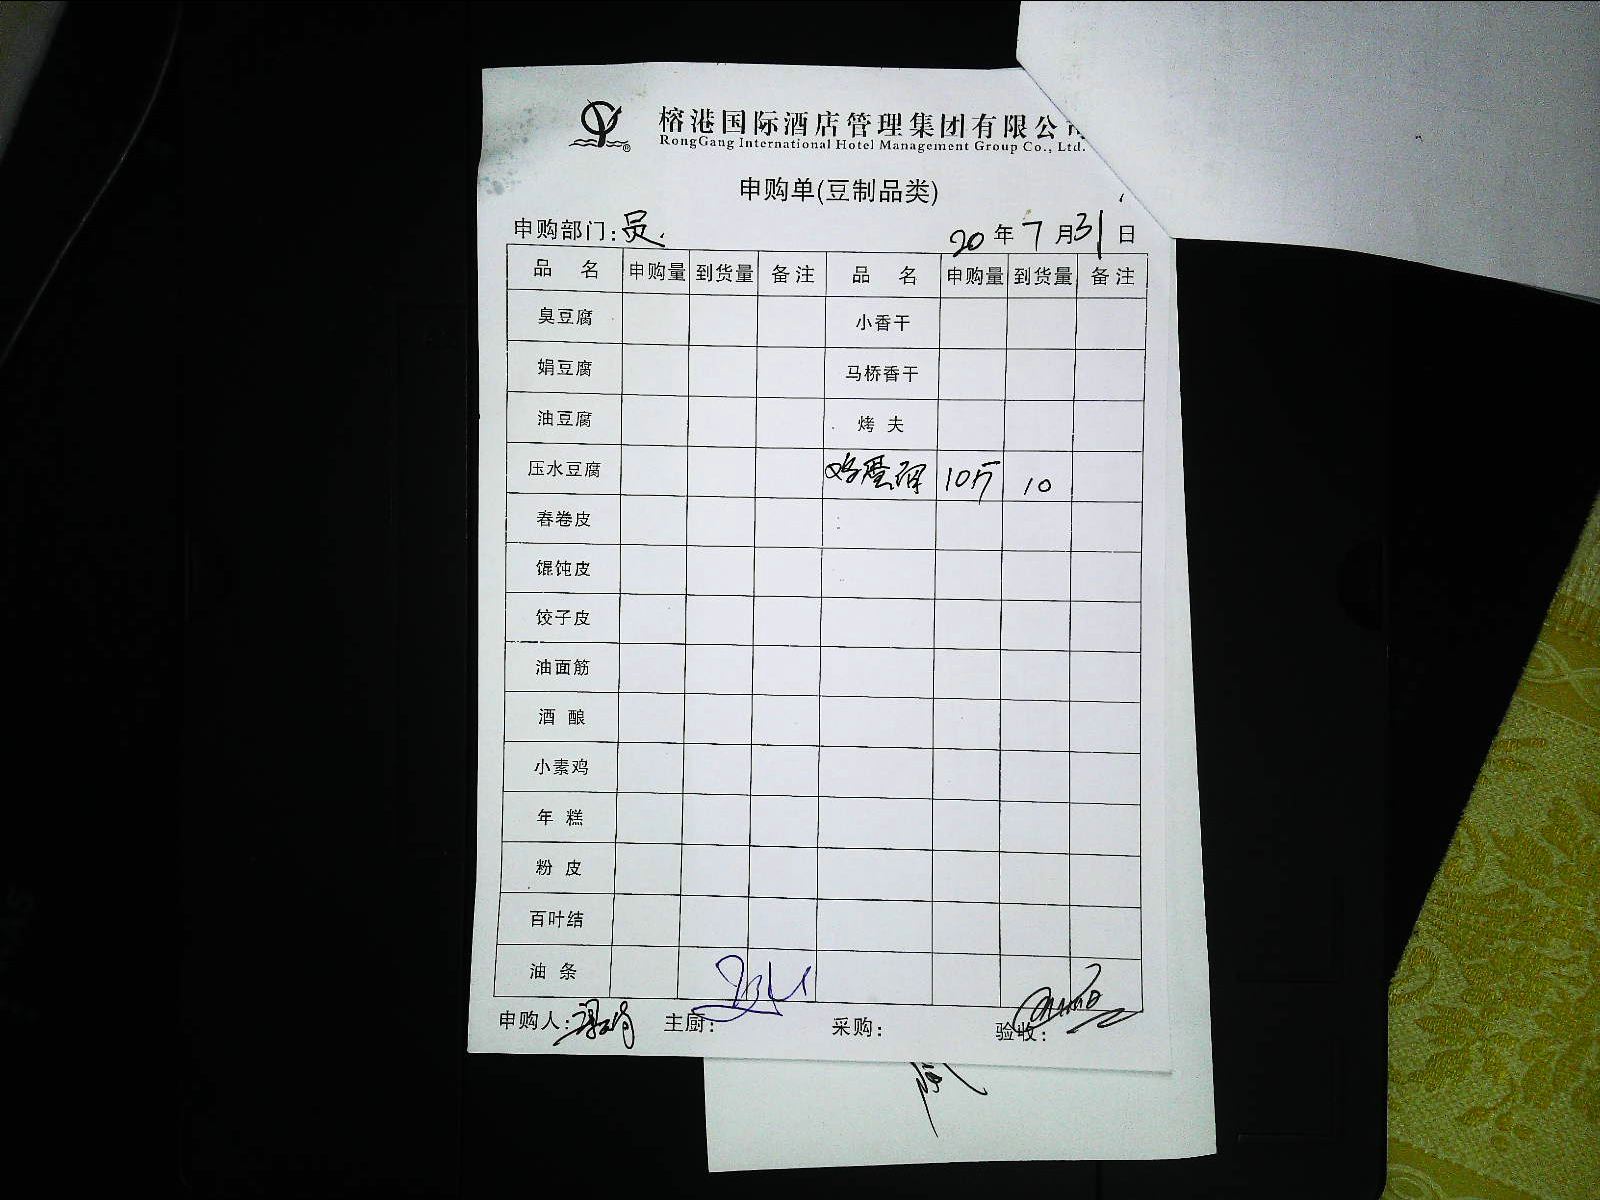 榕港国际酒店管理集团有限公司
RongGang International Hotel Management Group Co., Ltd.
申购单(豆制品类)
申购部门:员. 20年7月31日
品名 申购量 到货量 备注 品名 申购量 到货量 备注
臭豆腐 小香干
娟豆腐 马桥香干
油豆腐 烤夫
压水豆腐 鸡蛋 10斤 10
春卷皮
馄饨皮
饺子皮
油面筋
酒酿
小素鸡
年糕
粉皮
百叶结
油条
申购人: 主厨: 采购: 验收: